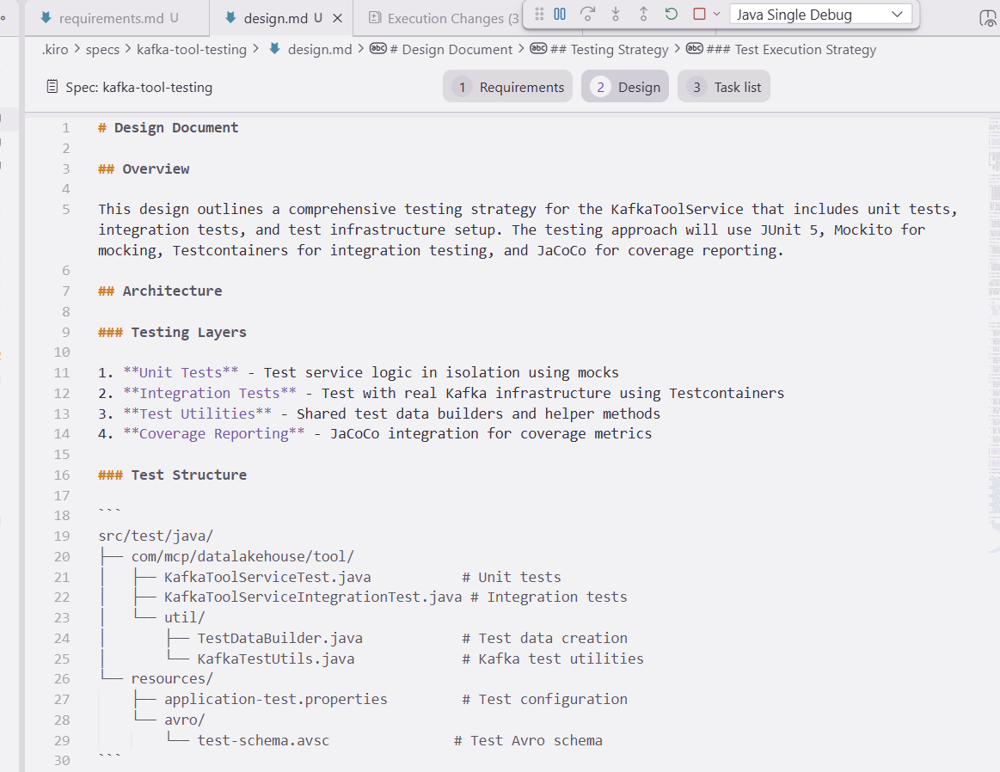 requirements.md U
design.md U
Execution Changes (3
Java Single Debug
.kiro > specs > kafka-tool-testing > design.md > # Design Document > ## Testing Strategy > ### Test Execution Strategy
Spec: kafka-tool-testing
1 Requirements
2 Design
3 Task list
1 # Design Document
2
3 ## Overview
4
5 This design outlines a comprehensive testing strategy for the KafkaToolService that includes unit tests,
integration tests, and test infrastructure setup. The testing approach will use JUnit 5, Mockito for
mocking, Testcontainers for integration testing, and JaCoCo for coverage reporting.
6
7 ## Architecture
8
9 ### Testing Layers
10
11 1. **Unit Tests** - Test service logic in isolation using mocks
12 2. **Integration Tests** - Test with real Kafka infrastructure using Testcontainers
13 3. **Test Utilities** - Shared test data builders and helper methods
14 4. **Coverage Reporting** - JaCoCo integration for coverage metrics
15
16 ### Test Structure
17
18 ```
19 src/test/java/
20 ├── com/mcp/datalakehouse/tool/
21 │   ├── KafkaToolServiceTest.java           # Unit tests
22 │   ├── KafkaToolServiceIntegrationTest.java # Integration tests
23 │   └── util/
24 │       ├── TestDataBuilder.java            # Test data creation
25 │       └── KafkaTestUtils.java             # Kafka test utilities
26 └── resources/
27     ├── application-test.properties         # Test configuration
28     └── avro/
29         └── test-schema.avsc               # Test Avro schema
30 ```